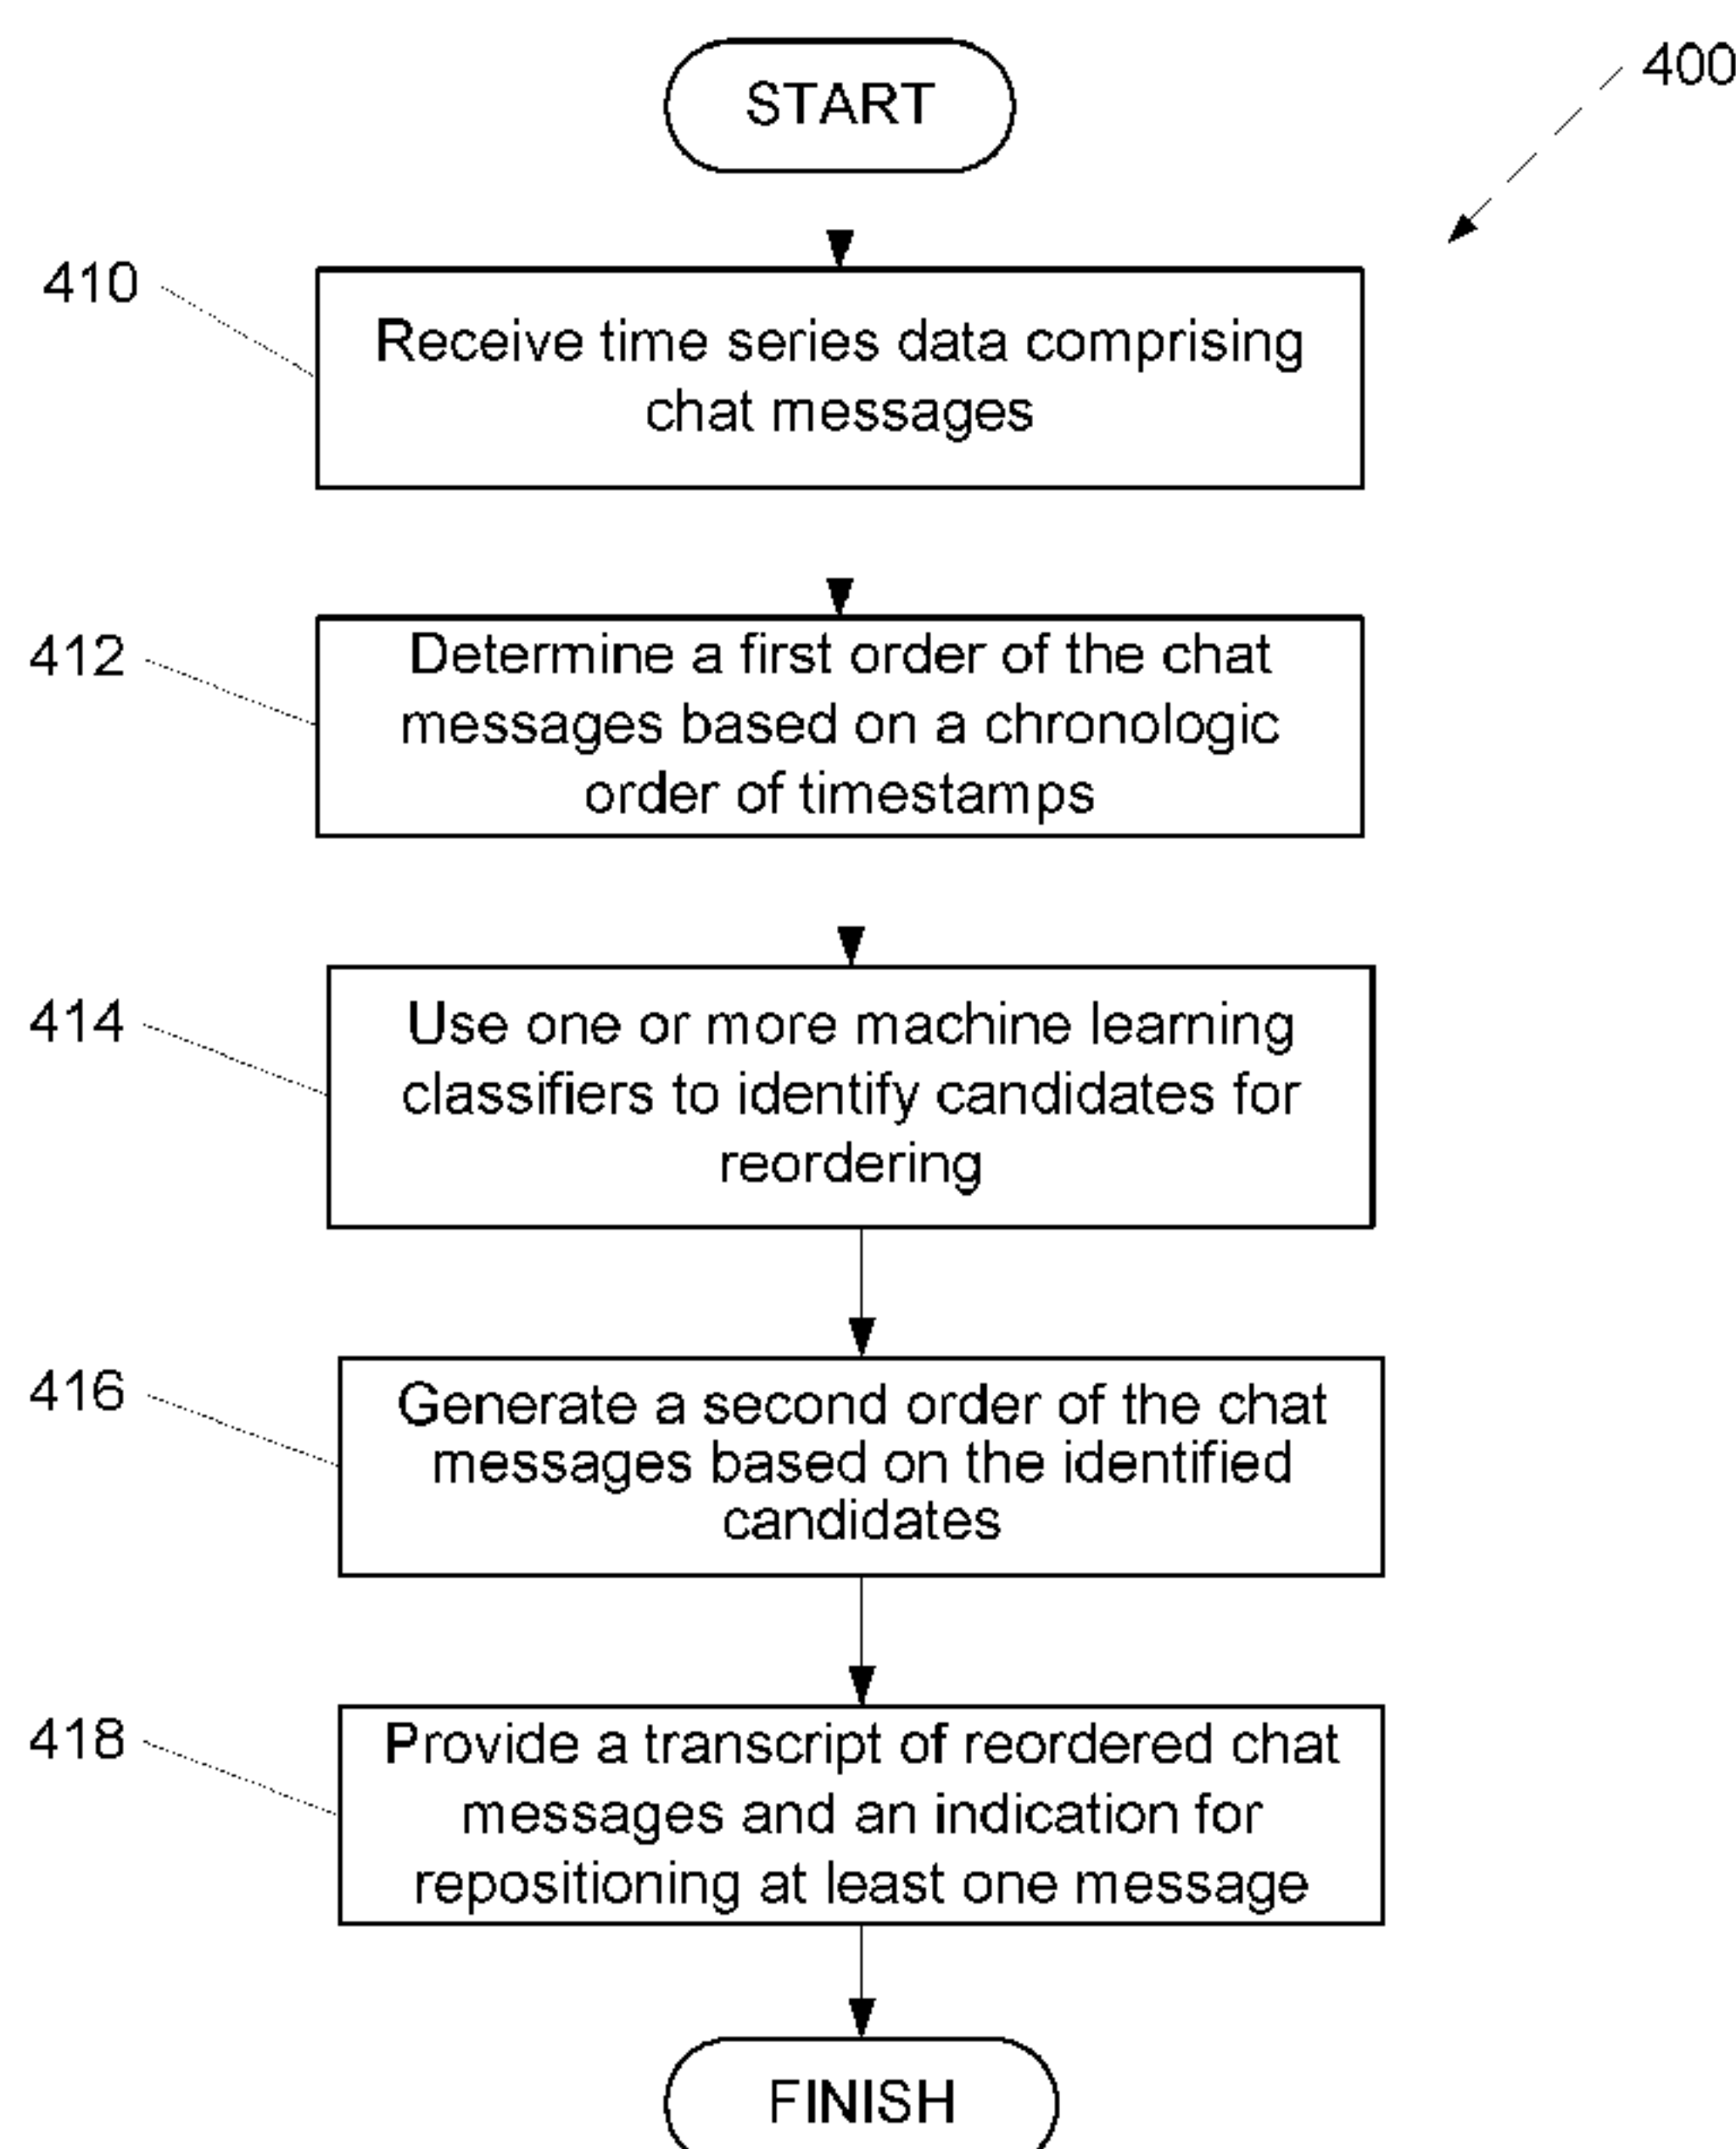 START
400
410
Receive time series data comprising
chat messages
412
Determine a first order of the chat
messages based on a chronologic
order of timestamps
414
Use one or more machine learning
classifiers to identify candidates for
reordering
416
Generate a second order of the chat
messages based on the identified
candidates
418
Provide a transcript of reordered chat
messages and an indication for
repositioning at least one message
FINISH